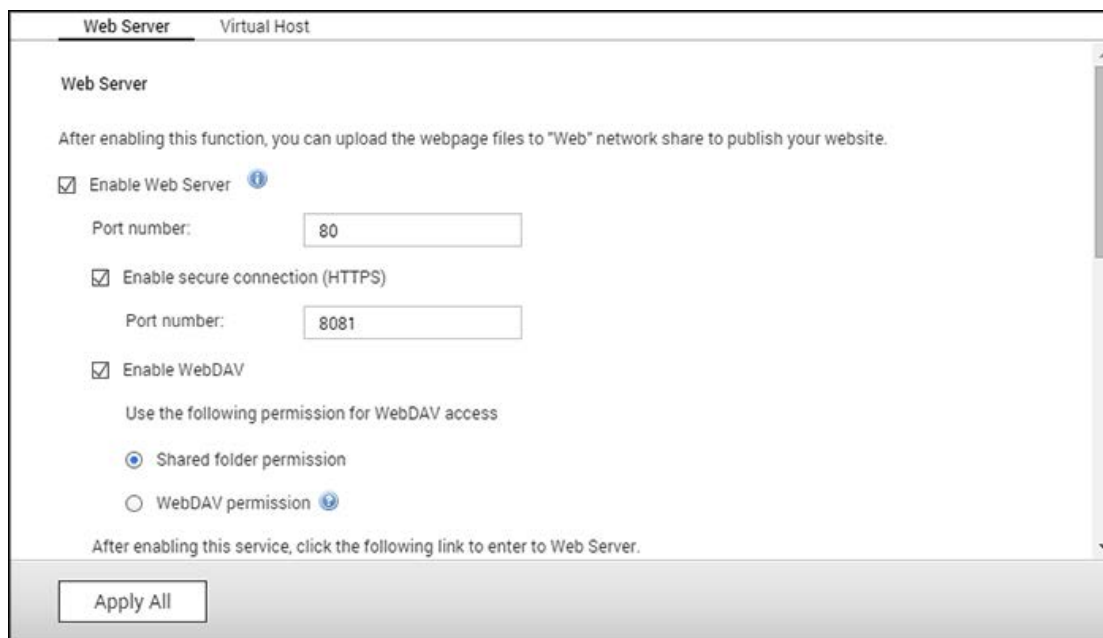 Web Server Virtual Host
Web Server
After enabling this function, you can upload the webpage files to "Web" network share to publish your website.
Enable Web Server
Port number: 80
Enable secure connection (HTTPS)
Port number: 8081
Enable WebDAV
Use the following permission for WebDAV access
Shared folder permission
WebDAV permission
After enabling this service, click the following link to enter to Web Server.
Apply All